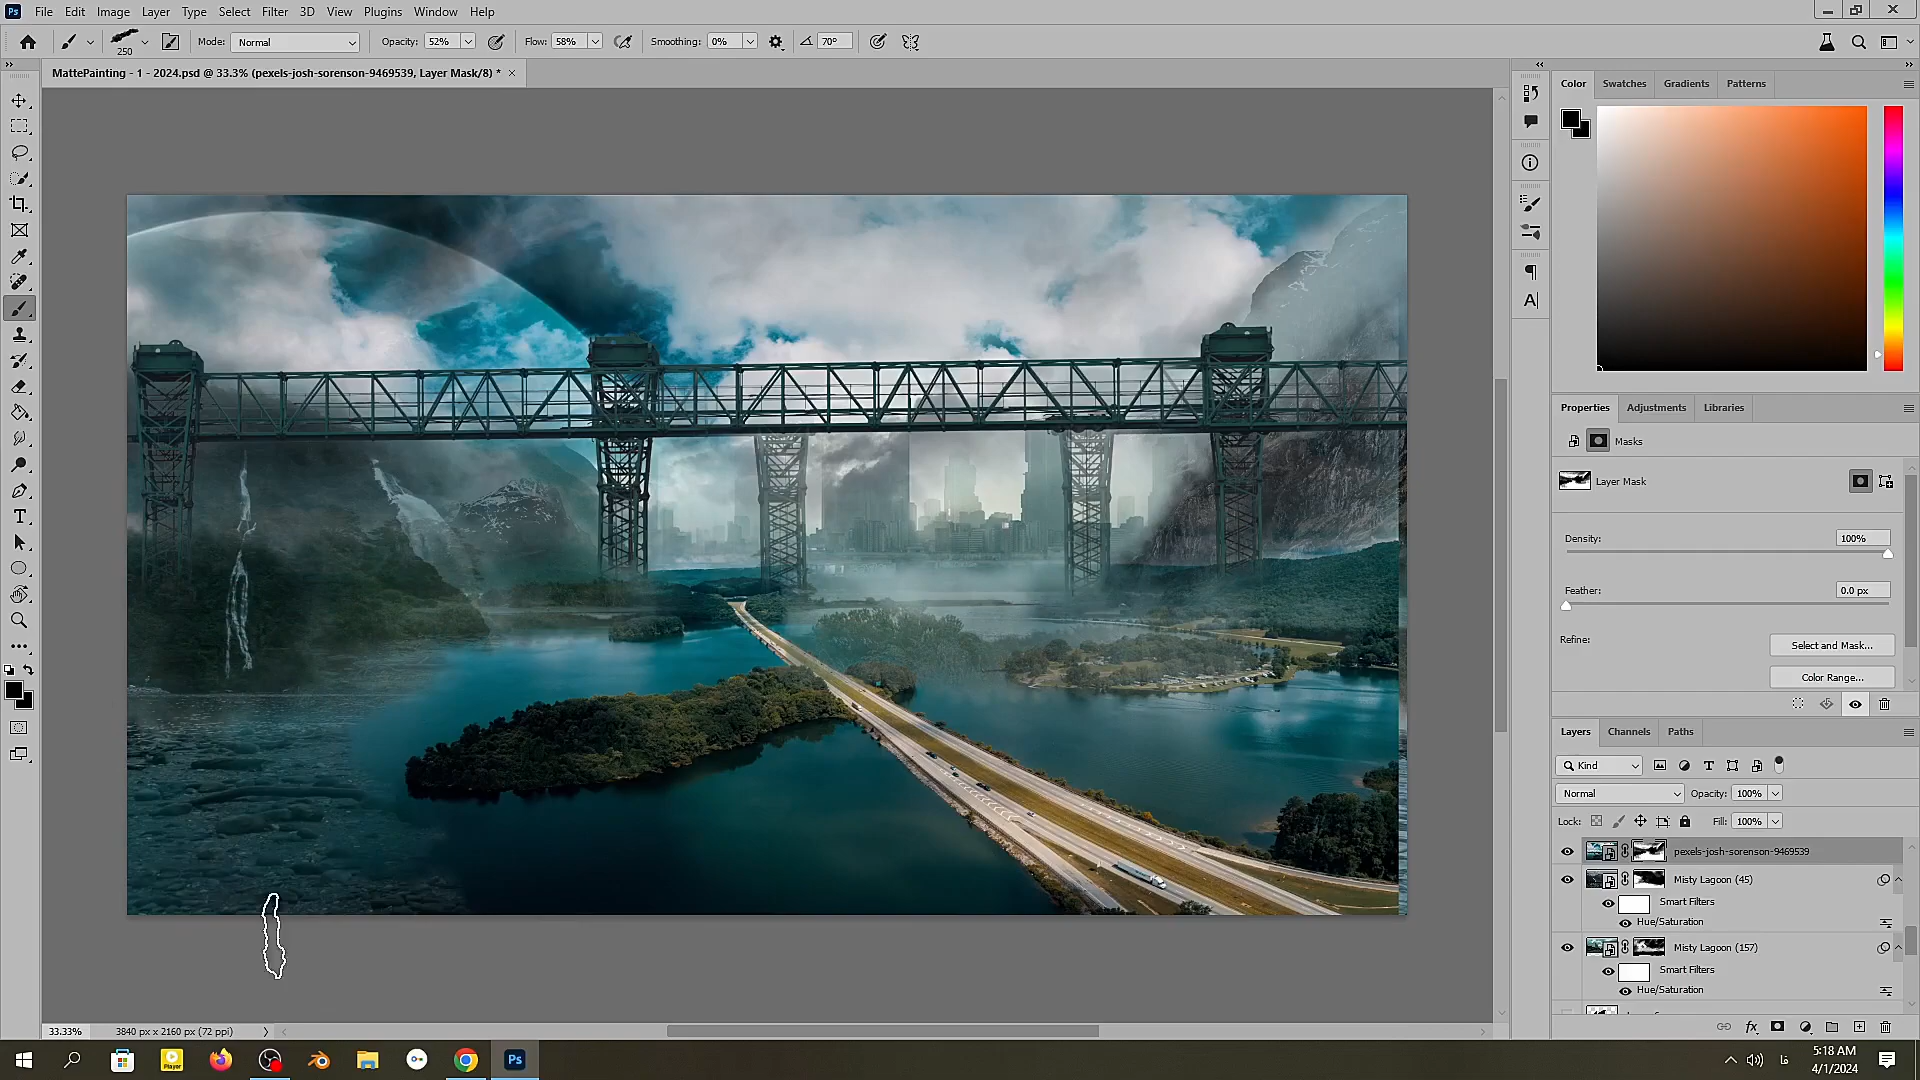 File Edit Image Layer Type Select Filter 3D View Plugins Window Help
250 Mode: Normal Opacity: 52% Flow: 58% Smoothing: 0% 70°
MattePainting - 1 - 2024.psd @ 33.3% (pexels-josh-sorenson-9469539, Layer Mask/8) *
Color Swatches Gradients Patterns
Properties Adjustments Libraries
Masks
Layer Mask
Density: 100%
Feather: 0.0 px
Refine: Select and Mask...
Color Range...
Layers Channels Paths
Kind
Normal Opacity: 100%
Lock: Fill: 100%
pexels-josh-sorenson-9469539
Misty Lagoon (45)
Smart Filters
Hue/Saturation
Misty Lagoon (157)
Smart Filters
Hue/Saturation
33.33% 3840 px x 2160 px (72 ppi)
Player
Ps
فا
5:18 AM
4/1/2024